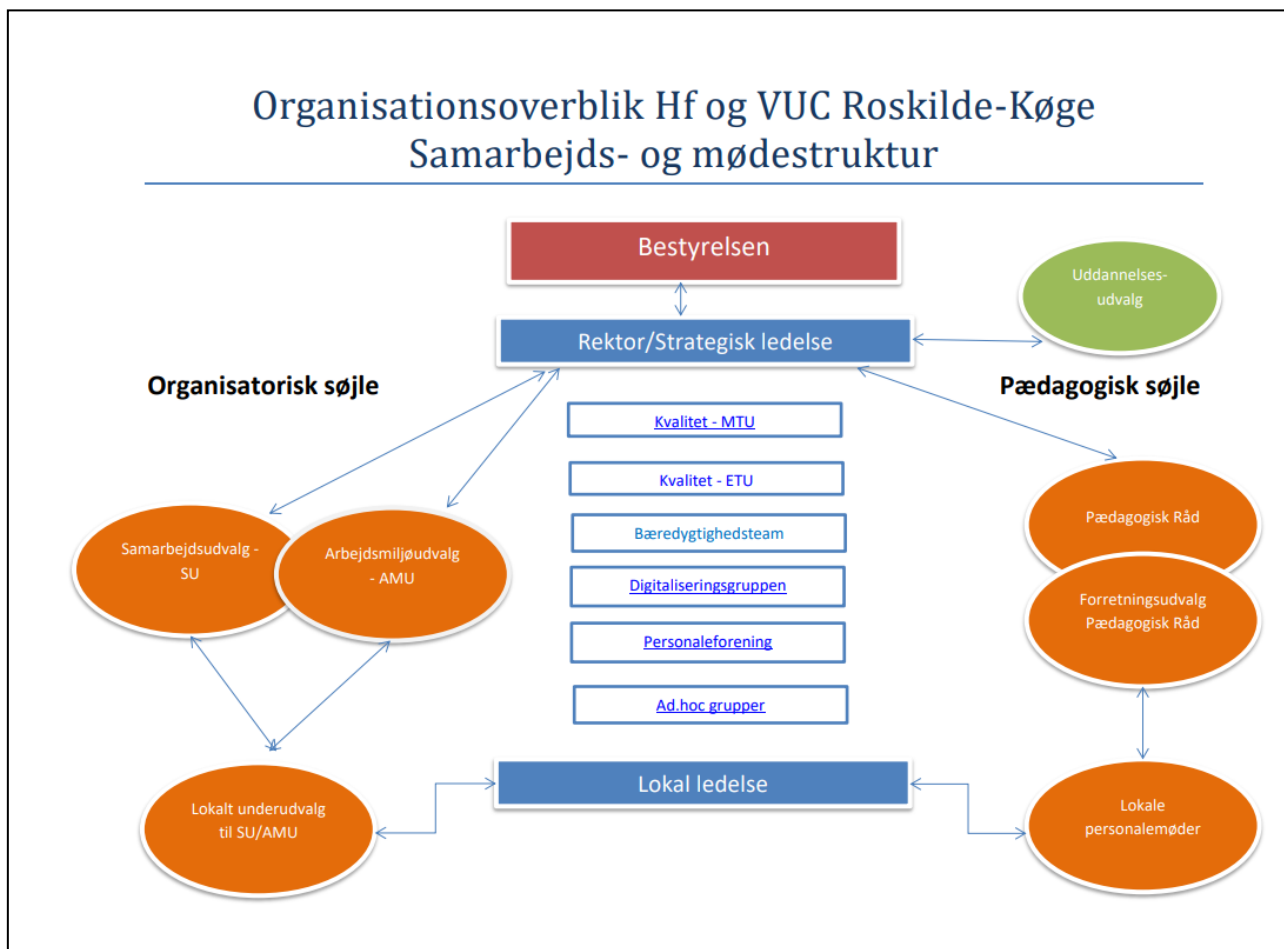 Organisationsoverblik Hf og VUC Roskilde-Køge
Samarbejds- og mødestruktur
Bestyrelsen
Uddannelses-
udvalg
Rektor/Strategisk ledelse
Organisatorisk søjle
Pædagogisk søjle
Kvalitet - MTU
Kvalitet - ETU
Bæredygtighedsteam
Digitaliseringsgruppen
Personaleforening
Ad.hoc grupper
Samarbejdsudvalg -
SU
Arbejdsmiljøudvalg
- AMU
Pædagogisk Råd
Forretningsudvalg
Pædagogisk Råd
Lokal ledelse
Lokalt underudvalg
til SU/AMU
Lokale
personalemøder